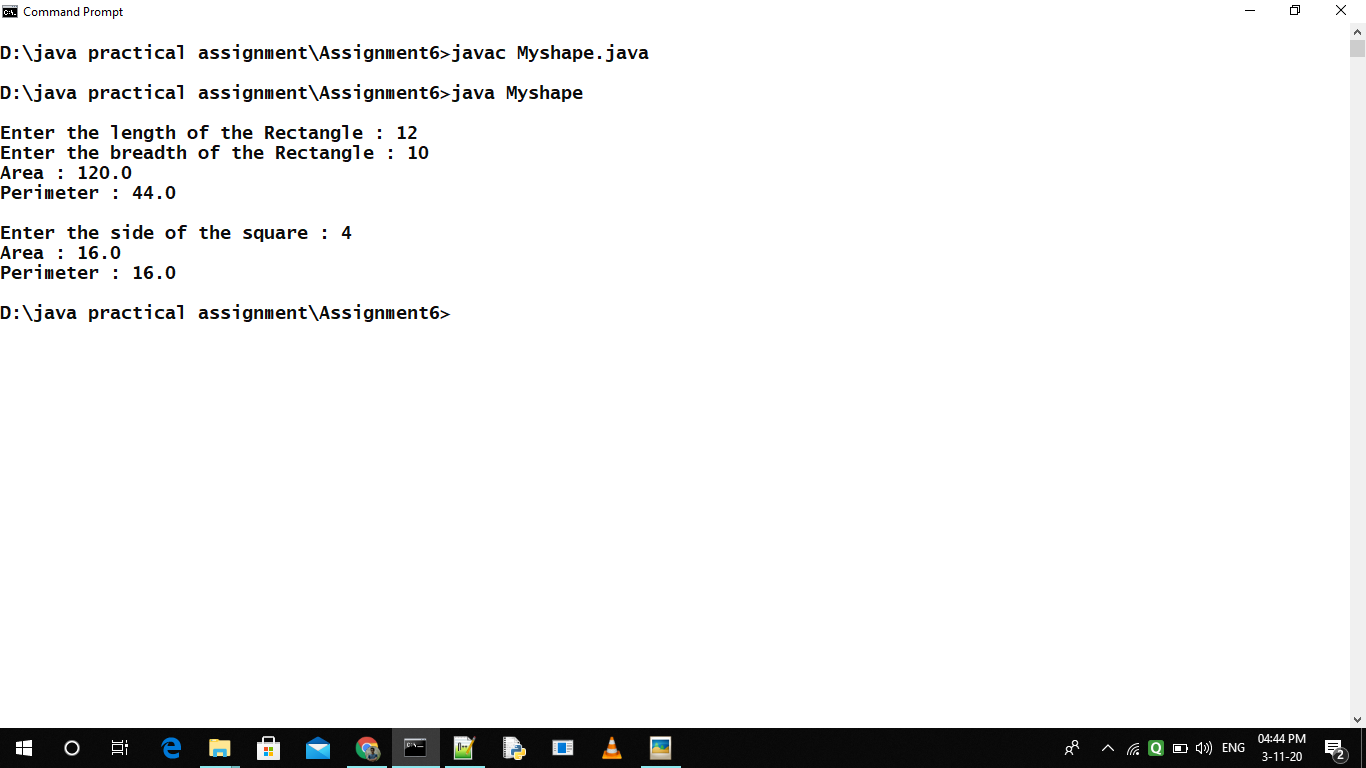 Command Prompt
D:\java practical assignment\Assignment6>javac Myshape.java
D:\java practical assignment\Assignment6>java Myshape
Enter the length of the Rectangle : 12
Enter the breadth of the Rectangle : 10
Area : 120.0
Perimeter : 44.0
Enter the side of the square : 4
Area : 16.0
Perimeter : 16.0
D:\java practical assignment\Assignment6>
ENG
04:44 PM
3-11-20
2